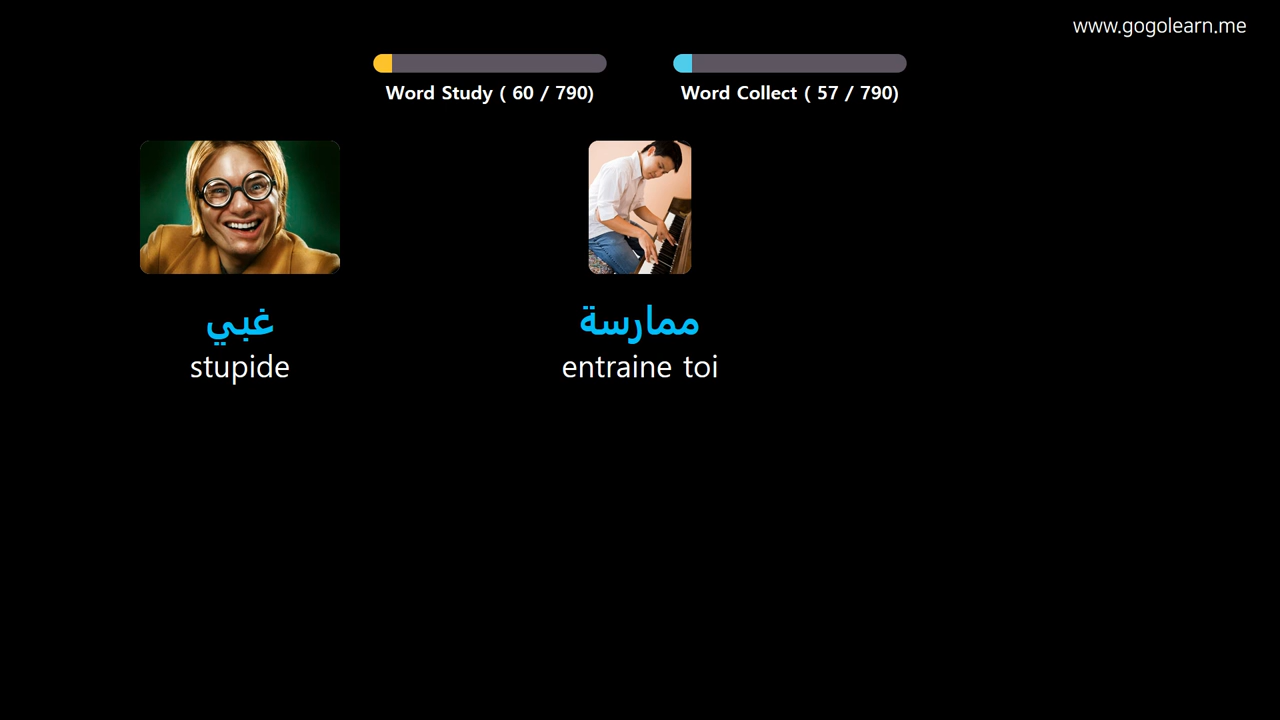 www.gogolearn.me
Word Study ( 60 / 790)
Word Collect ( 57 / 790)
غبي
stupide
ممارسة
entraine toi